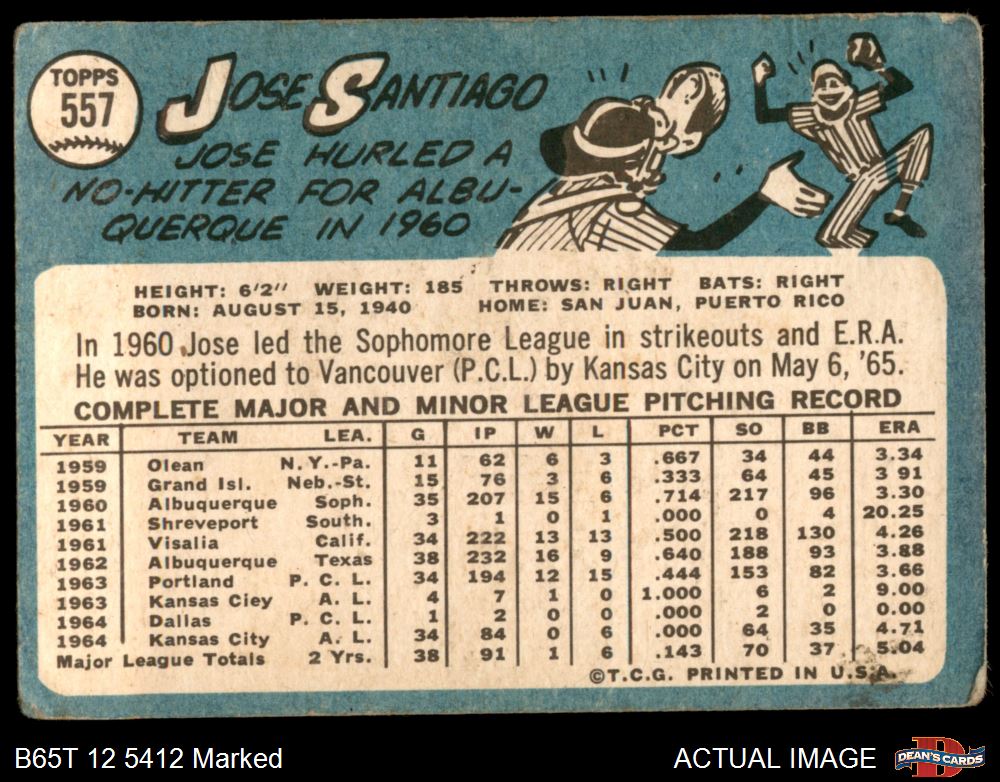 TOPPS
557
JOSE SANTIAGO
JOSE HURLED A
NO-HITTER FOR ALBU-
QUERQUE IN 1960
HEIGHT: 6'2" WEIGHT: 185 THROWS: RIGHT BATS: RIGHT
BORN: AUGUST 15, 1940 HOME: SAN JUAN, PUERTO RICO
In 1960 Jose led the Sophomore League in strikeouts and E.R.A.
He was optioned to Vancouver (P.C.L.) by Kansas City on May 6, '65.
COMPLETE MAJOR AND MINOR LEAGUE PITCHING RECORD
YEAR TEAM LEA. G IP W L PCT SO BB ERA
1959 Olean N.Y.-Pa. 11 62 6 3 .667 34 44 3.34
1959 Grand Isl. Neb.-St. 15 76 3 6 .333 64 45 3 91
1960 Albuquerque Soph. 35 207 15 6 .714 217 96 3.30
1961 Shreveport South. 3 1 0 1 .000 0 4 20.25
1961 Visalia Calif. 34 222 13 13 .500 218 130 4.26
1962 Albuquerque Texas 38 232 16 9 .640 188 93 3.88
1963 Portland P. C. L. 34 194 12 15 .444 153 82 3.66
1963 Kansas Ciey A. L. 4 7 1 0 1.000 6 2 9.00
1964 Dallas P. C. L. 1 2 0 0 .000 2 0 0.00
1964 Kansas City A. L. 34 84 0 6 .000 64 35 4.71
Major League Totals 2 Yrs. 38 91 1 6 .143 70 37 5.04
©T.C.G. PRINTED IN U.S.A.
B65T 12 5412 Marked
ACTUAL IMAGE
DEAN'S CARDS